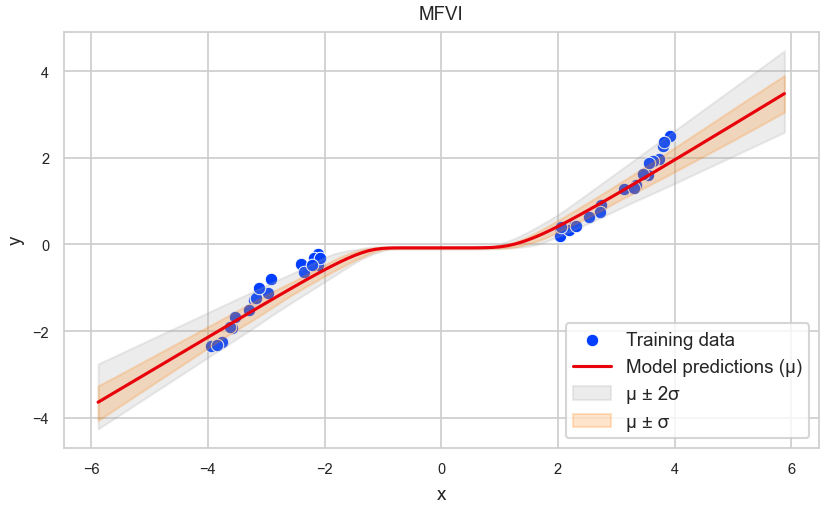 MFVI
y
4
2
0
−2
−4
−6
−4
−2
0
2
4
6
x
Training data
Model predictions (μ)
μ ± 2σ
μ ± σ